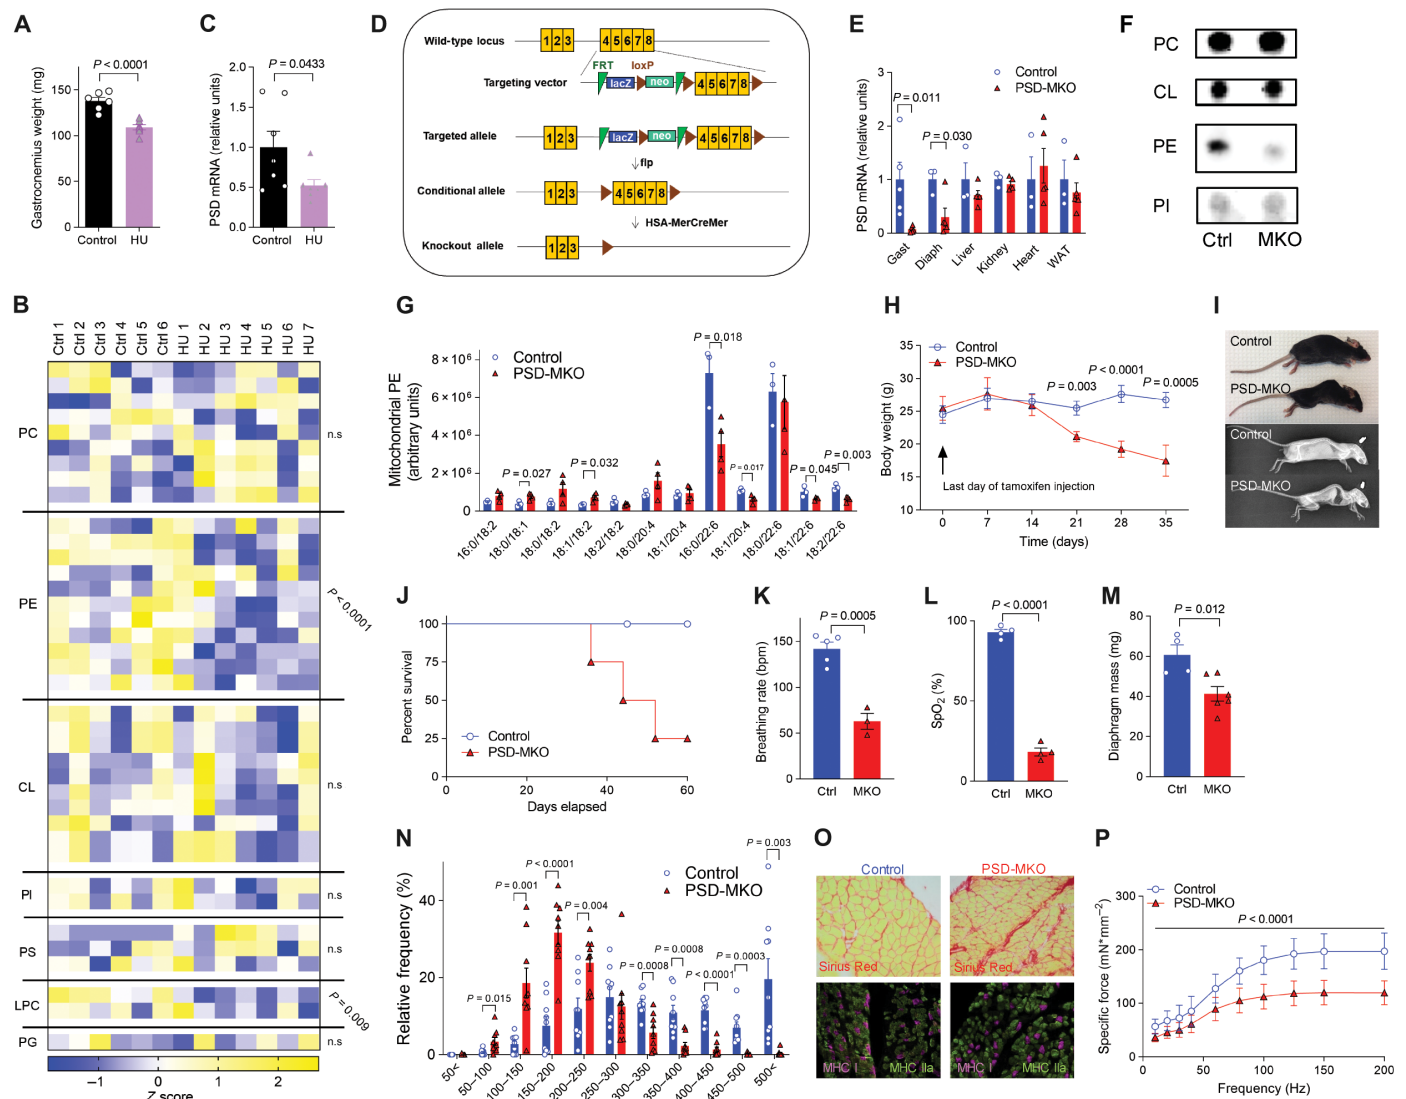 A
P < 0.0001
Gastrocnemius weight (mg)
150
100
50
0
Control
HU
C
P = 0.0433
PSD mRNA (relative units)
2.0
1.5
1.0
0.5
0.0
Control
HU
D
Wild-type locus
1 2 3
4 5 6 7 8
FRT
loxP
Targeting vector
lacZ
neo
4 5 6 7 8
Targeted allele
1 2 3
lacZ
neo
4 5 6 7 8
flp
Conditional allele
1 2 3
4 5 6 7 8
HSA-MerCreMer
Knockout allele
1 2 3
E
PSD mRNA (relative units)
3
2
1
0
Control
PSD-MKO
P = 0.011
P = 0.030
Gast
Diaph
Liver
Kidney
Heart
WAT
F
PC
CL
PE
PI
Ctrl
MKO
B
Ctrl 1
Ctrl 2
Ctrl 3
Ctrl 4
Ctrl 5
Ctrl 6
HU 1
HU 2
HU 3
HU 4
HU 5
HU 6
HU 7
PC
n.s
PE
P < 0.0001
CL
n.s
PI
n.s
PS
n.s
LPC
P = 0.009
PG
n.s
−1
0
1
2
Z score
G
Mitochondrial PE
(arbitrary units)
8 × 10⁶
6 × 10⁶
4 × 10⁶
2 × 10⁶
0
Control
PSD-MKO
P = 0.027
P = 0.032
P = 0.018
P = 0.017
P = 0.045
P = 0.003
16:0/18:2
18:0/18:1
18:0/18:2
18:1/18:2
18:2/18:2
18:0/20:4
18:1/20:4
16:0/22:6
18:1/20:4
18:0/22:6
18:1/22:6
18:2/22:6
H
Body weight (g)
35
30
25
20
15
10
Control
PSD-MKO
P = 0.003
P < 0.0001
P = 0.0005
Last day of tamoxifen injection
0
7
14
21
28
35
Time (days)
I
Control
PSD-MKO
Control
PSD-MKO
J
Percent survival
100
75
50
25
0
Control
PSD-MKO
0
20
40
60
Days elapsed
K
P = 0.0005
Breathing rate (bpm)
150
100
50
0
Ctrl
MKO
L
P < 0.0001
SpO₂ (%)
100
50
0
Ctrl
MKO
M
P = 0.012
Diaphragm mass (mg)
80
60
40
20
0
Ctrl
MKO
N
Relative frequency (%)
40
20
0
Control
PSD-MKO
P = 0.015
P = 0.001
P < 0.0001
P = 0.004
P = 0.0008
P = 0.0008
P < 0.0001
P = 0.0003
P = 0.003
50<
50–100
100–150
150–200
200–250
250–300
300–350
350–400
400–450
450–500
500<
O
Control
PSD-MKO
Sirius Red
Sirius Red
MHC I
MHC IIa
MHC I
MHC IIa
P
Specific force (mN*mm⁻²)
300
200
100
0
Control
PSD-MKO
P < 0.0001
0
50
100
150
200
Frequency (Hz)